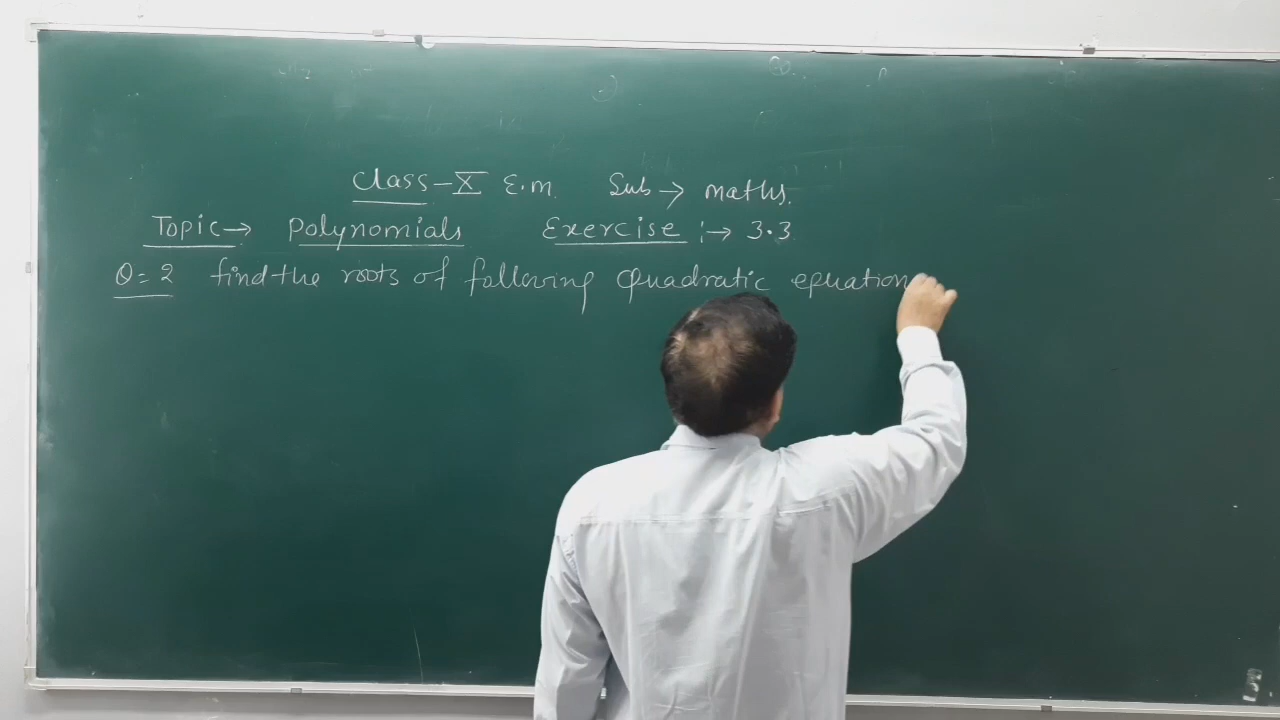 Class-X E.m. Sub→ maths.
Topic→ Polynomials Exercise :→ 3.3
Q=2 find the roots of following quadratic equation